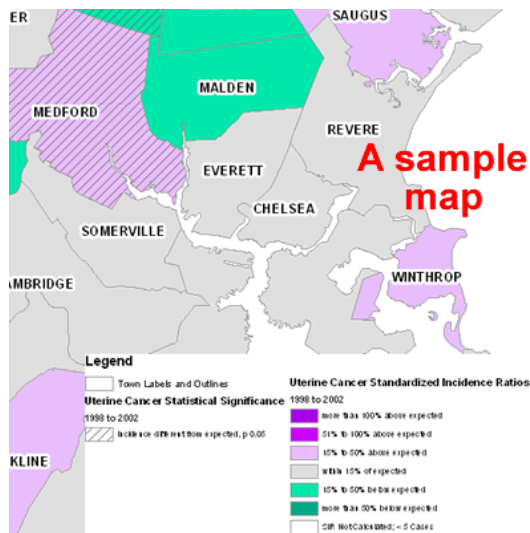 ER
SAUGUS
MALDEN
MEDFORD
REVERE
A sample
map
EVERETT
CHELSEA
SOMERVILLE
WINTHROP
AMBRIDGE
KLINE
Legend
Town Labels and Outlines
Uterine Cancer Statistical Significance
1998 to 2002
Incidence different from expected, p 0.05
Uterine Cancer Standardized Incidence Ratios
1998 to 2002
more than 100% above expected
51% to 100% above expected
15% to 50% above expected
within 15% of expected
15% to 50% below expected
more than 50% below expected
SIR Not Calculated; < 5 Cases